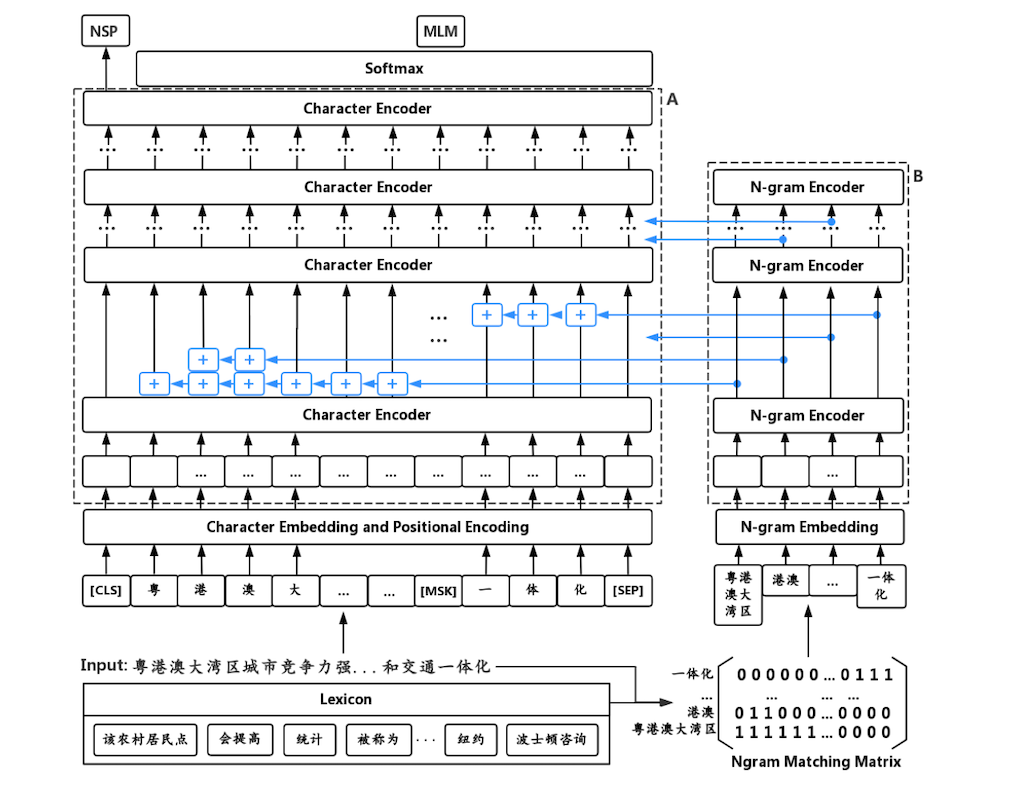 NSP
MLM
Softmax
A
Character Encoder
... ... ... ... ... ... ... ... ... ... ... ...
Character Encoder
N-gram Encoder
B
... ... ... ... ... ... ... ... ... ... ... ...
... ... ... ...
Character Encoder
N-gram Encoder
...
+ + +
...
+ +
+ + + + + +
Character Encoder
N-gram Encoder
... ... ... ... ... ... ... ... ...
...
Character Embedding and Positional Encoding
N-gram Embedding
[CLS] 粤 港 澳 大 ... ... [MSK] 一 体 化 [SEP]
粤港
澳大
湾区
港澳
...
一体
化
Input: 粤港澳大湾区城市竞争力强...和交通一体化
Lexicon
该农村居民点 会提高 统计 被称为 ... 纽约 波士顿咨询
一体化 0 0 0 0 0 0 ... 0 1 1 1
... ... ... ...
港澳 0 1 1 0 0 0 ... 0 0 0 0
粤港澳大湾区 1 1 1 1 1 1 ... 0 0 0 0
Ngram Matching Matrix